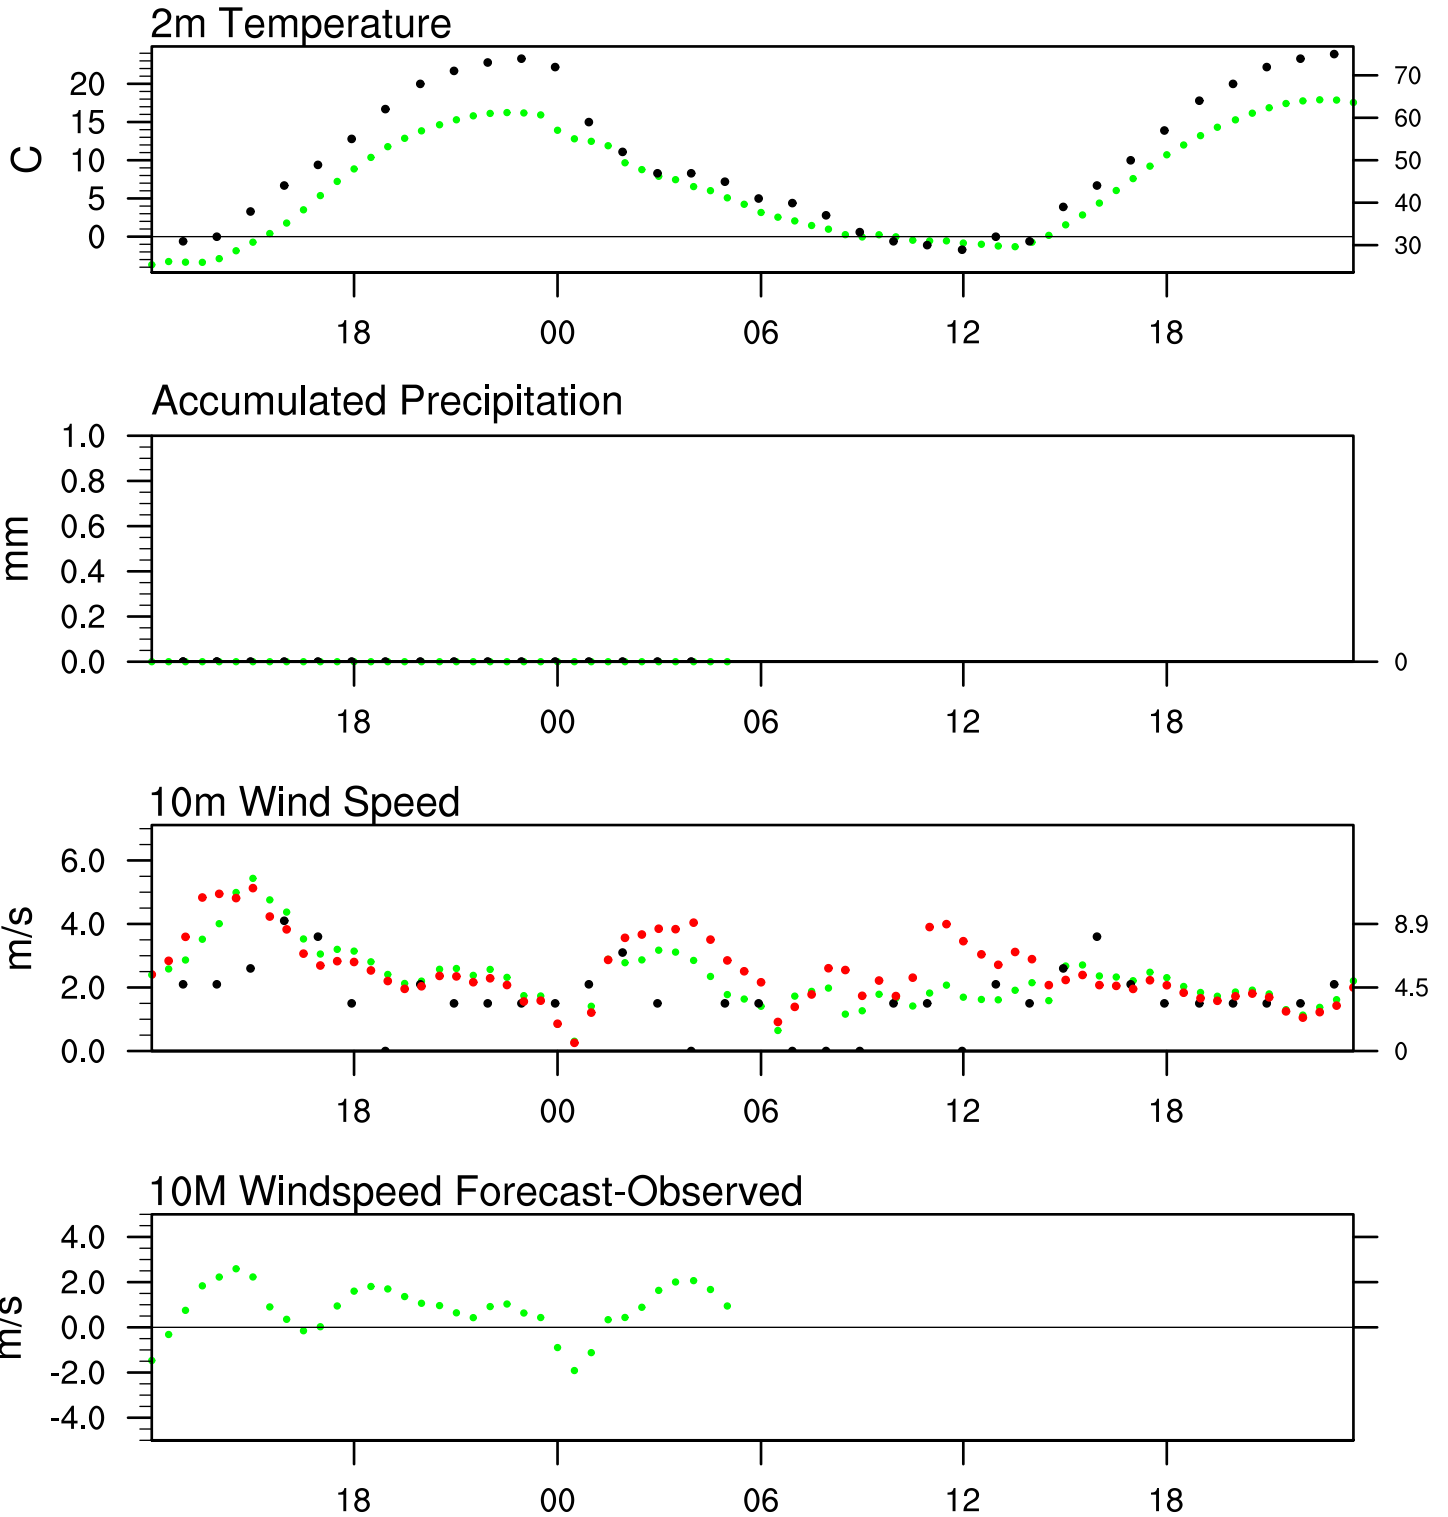 2m Temperature
20
15
10
5
0
C
70
60
50
40
30
18 00 06 12 18
Accumulated Precipitation
1.0
0.8
0.6
0.4
0.2
0.0
mm
0
18 00 06 12 18
10m Wind Speed
6.0
4.0
2.0
0.0
m/s
8.9
4.5
0
18 00 06 12 18
10M Windspeed Forecast-Observed
4.0
2.0
0.0
-2.0
-4.0
m/s
18 00 06 12 18